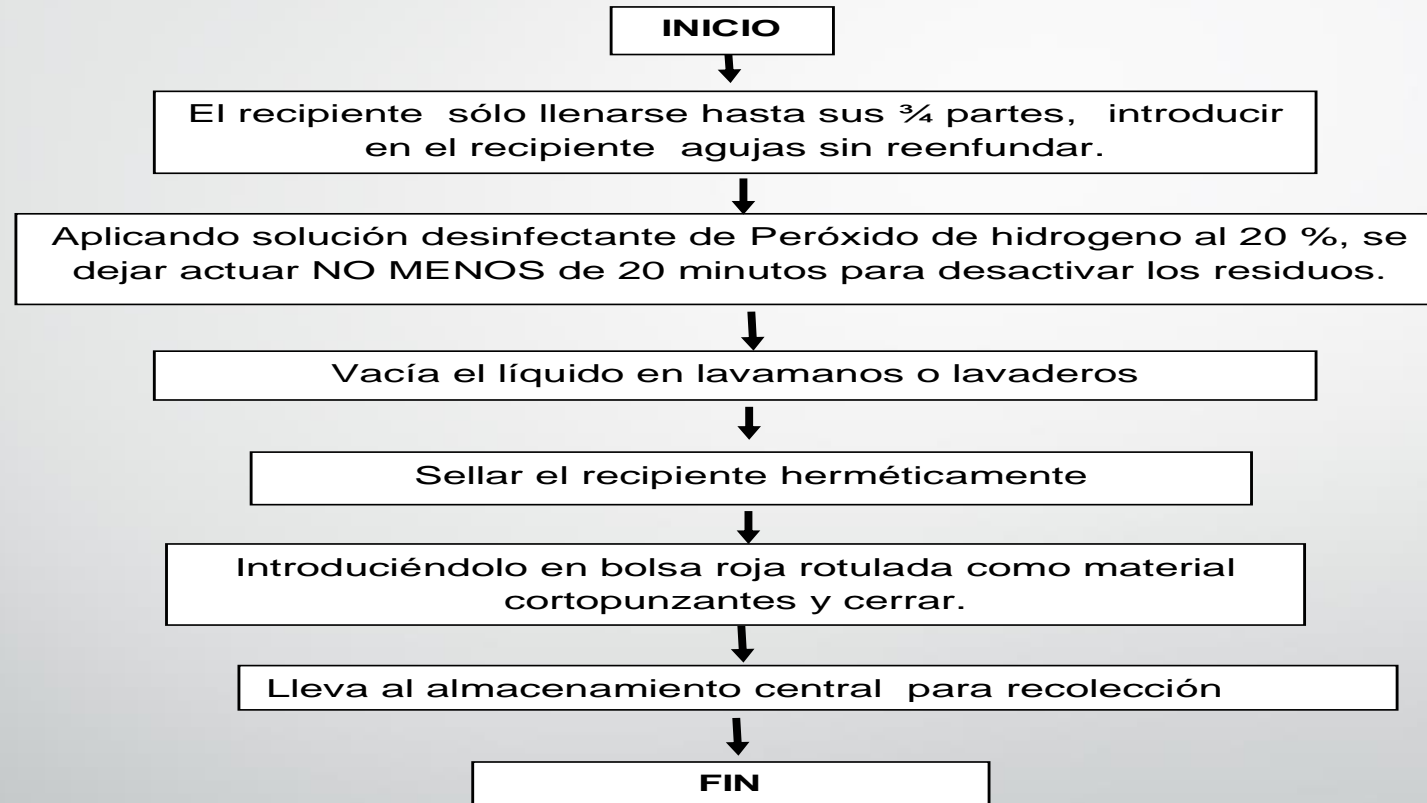 INICIO
El recipiente sólo llenarse hasta sus ¾ partes, introducir
en el recipiente agujas sin reenfundar.
Aplicando solución desinfectante de Peróxido de hidrogeno al 20 %, se
dejar actuar NO MENOS de 20 minutos para desactivar los residuos.
Vacía el líquido en lavamanos o lavaderos
Sellar el recipiente herméticamente
Introduciéndolo en bolsa roja rotulada como material
cortopunzantes y cerrar.
Lleva al almacenamiento central para recolección
FIN